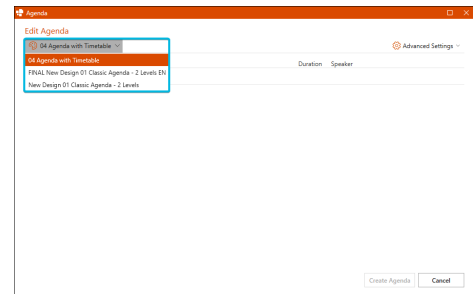 Agenda
Edit Agenda
04 Agenda with Timetable
Advanced Settings
04 Agenda with Timetable
FINAL New Design 01 Classic Agenda - 2 Levels EN
New Design 01 Classic Agenda - 2 Levels
Duration Speaker
Create Agenda Cancel